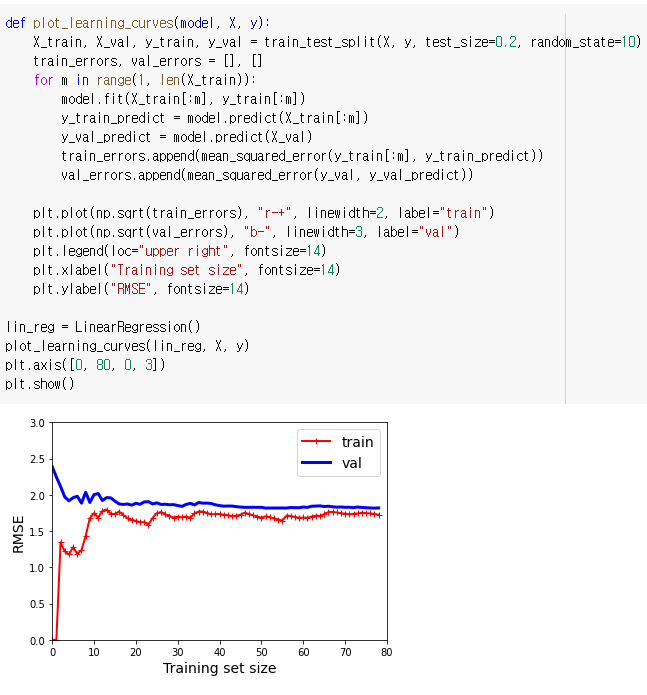 def plot_learning_curves(model, X, y):
    X_train, X_val, y_train, y_val = train_test_split(X, y, test_size=0.2, random_state=10)
    train_errors, val_errors = [], []
    for m in range(1, len(X_train)):
        model.fit(X_train[:m], y_train[:m])
        y_train_predict = model.predict(X_train[:m])
        y_val_predict = model.predict(X_val)
        train_errors.append(mean_squared_error(y_train[:m], y_train_predict))
        val_errors.append(mean_squared_error(y_val, y_val_predict))
    plt.plot(np.sqrt(train_errors), "r-+", linewidth=2, label="train")
    plt.plot(np.sqrt(val_errors), "b-", linewidth=3, label="val")
    plt.legend(loc="upper right", fontsize=14)
    plt.xlabel("Training set size", fontsize=14)
    plt.ylabel("RMSE", fontsize=14)
lin_reg = LinearRegression()
plot_learning_curves(lin_reg, X, y)
plt.axis([0, 80, 0, 3])
plt.show()
3.0
2.5
2.0
1.5
1.0
0.5
0.0
RMSE
train
val
0 10 20 30 40 50 60 70 80
Training set size